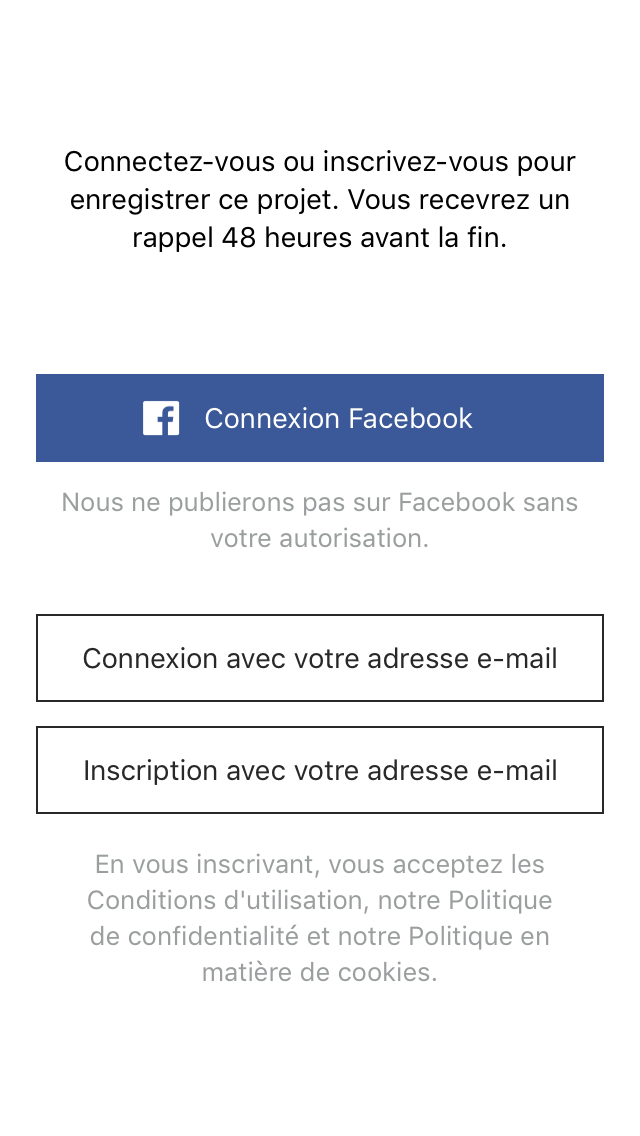 Connectez-vous ou inscrivez-vous pour
enregistrer ce projet. Vous recevrez un
rappel 48 heures avant la fin.
Connexion Facebook
Nous ne publierons pas sur Facebook sans
votre autorisation.
Connexion avec votre adresse e-mail
Inscription avec votre adresse e-mail
En vous inscrivant, vous acceptez les
Conditions d'utilisation, notre Politique
de confidentialité et notre Politique en
matière de cookies.